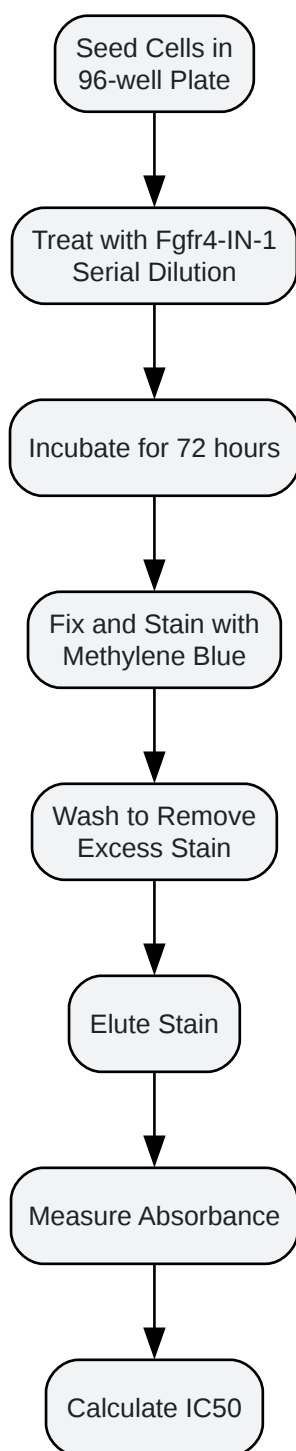 Seed Cells in
96-well Plate
Treat with Fgfr4-IN-1
Serial Dilution
Incubate for 72 hours
Fix and Stain with
Methylene Blue
Wash to Remove
Excess Stain
Elute Stain
Measure Absorbance
Calculate IC50